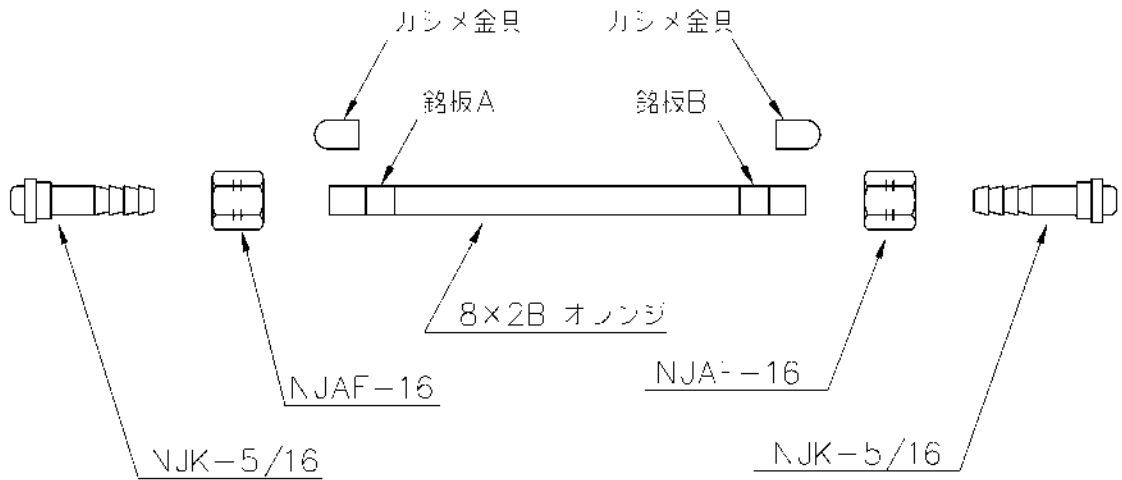 カシメ金具 カシメ金具
銘板A 銘板B
8×2B オレンジ
NJAF-16 NJAF-16
NJK-5/16 NJK-5/16